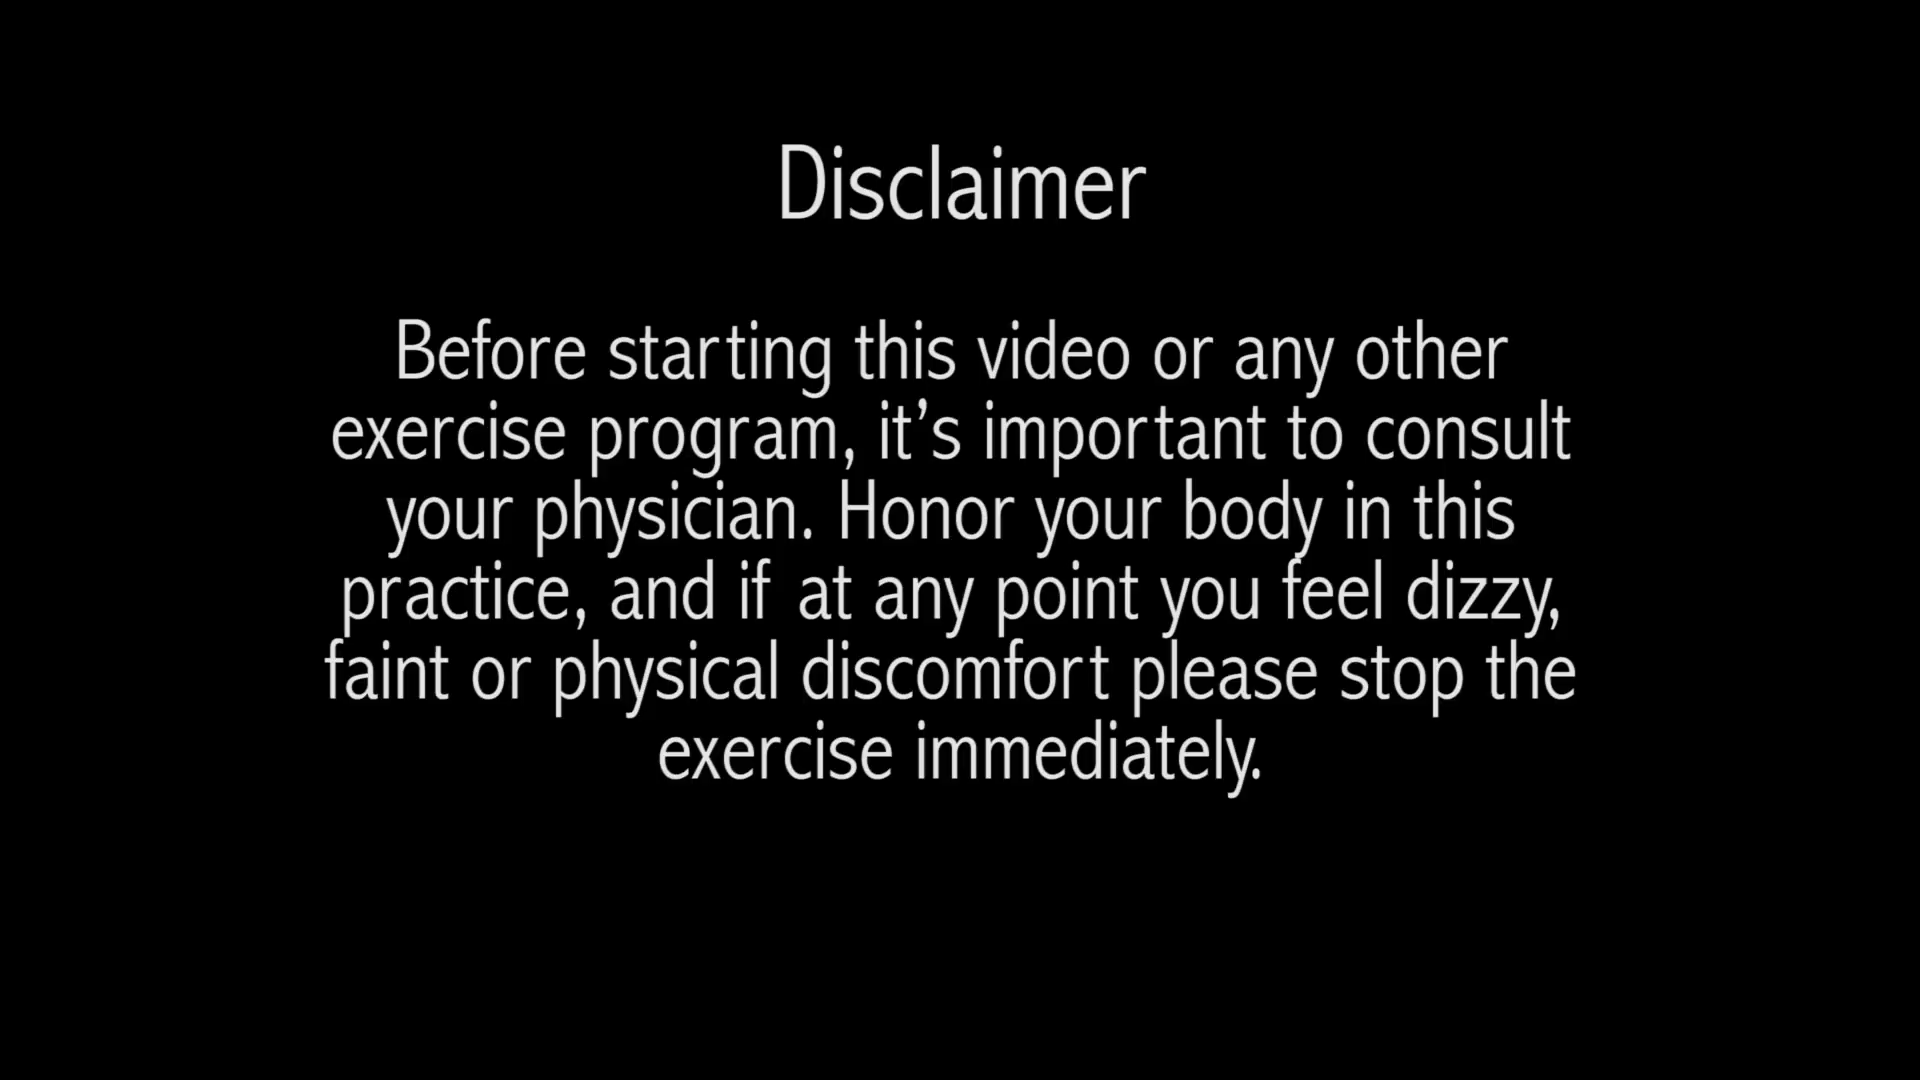 Disclaimer
Before starting this video or any other
exercise program, it’s important to consult
your physician. Honor your body in this
practice, and if at any point you feel dizzy,
faint or physical discomfort please stop the
exercise immediately.